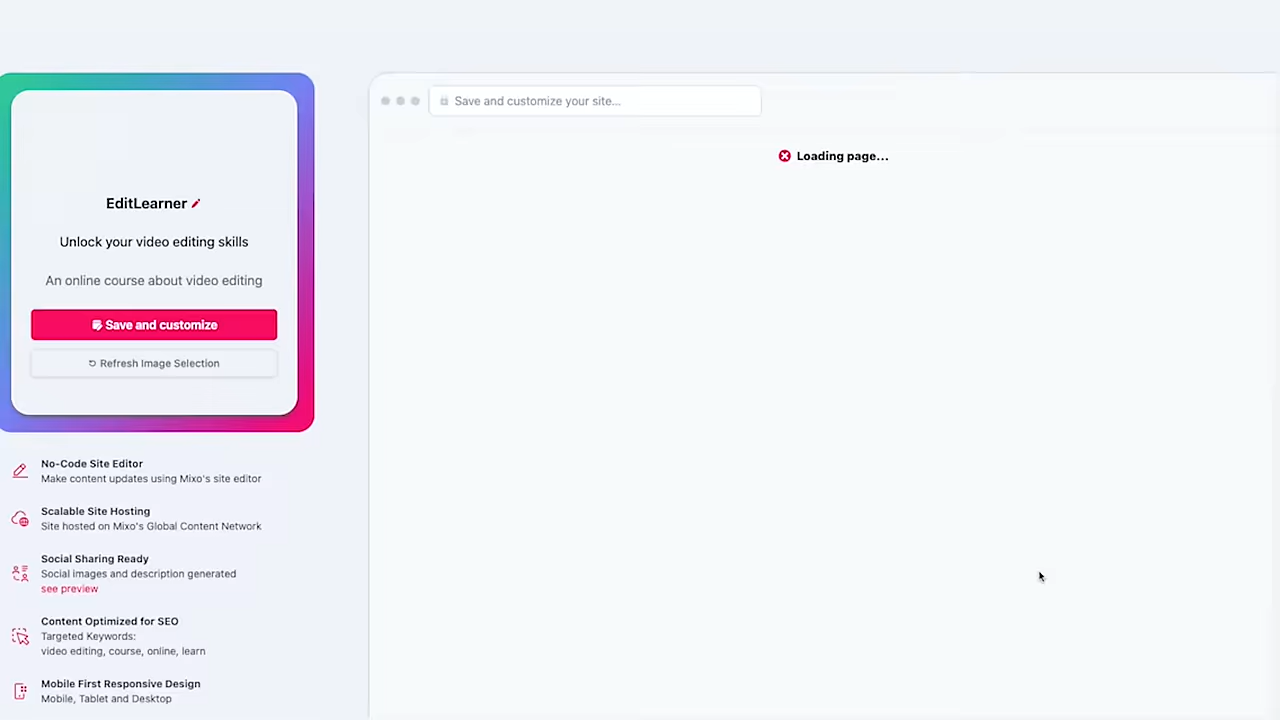 EditLearner
Unlock your video editing skills
An online course about video editing
Save and customize
Refresh Image Selection
No-Code Site Editor
Make content updates using Mixo's site editor
Scalable Site Hosting
Site hosted on Mixo's Global Content Network
Social Sharing Ready
Social images and description generated
see preview
Content Optimized for SEO
Targeted Keywords:
video editing, course, online, learn
Mobile First Responsive Design
Mobile, Tablet and Desktop
Save and customize your site...
Loading page...